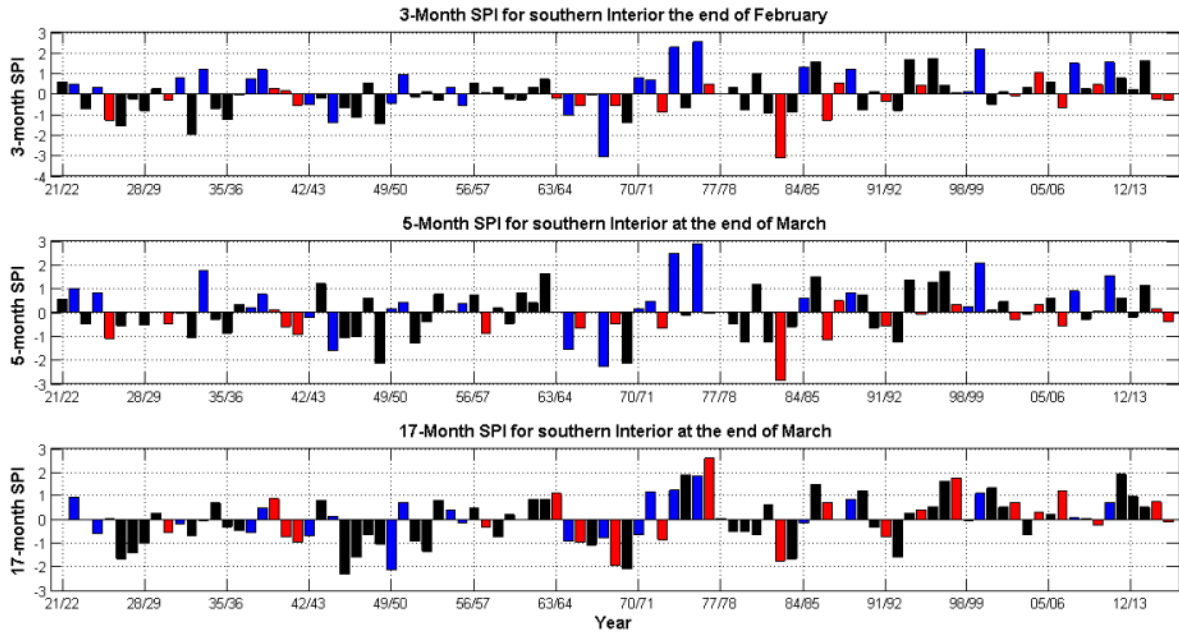 3-Month SPI for southern Interior the end of February
3
2
1
0
-1
-2
-3
-4
3-month SPI
21/22 28/29 35/36 42/43 49/50 56/57 63/64 70/71 77/78 84/85 91/92 98/99 05/06 12/13
5-Month SPI for southern Interior at the end of March
3
2
1
0
-1
-2
-3
5-month SPI
21/22 28/29 35/36 42/43 49/50 56/57 63/64 70/71 77/78 84/85 91/92 98/99 05/06 12/13
17-Month SPI for southern Interior at the end of March
3
2
1
0
-1
-2
-3
17-month SPI
21/22 28/29 35/36 42/43 49/50 56/57 63/64 70/71 77/78 84/85 91/92 98/99 05/06 12/13
Year